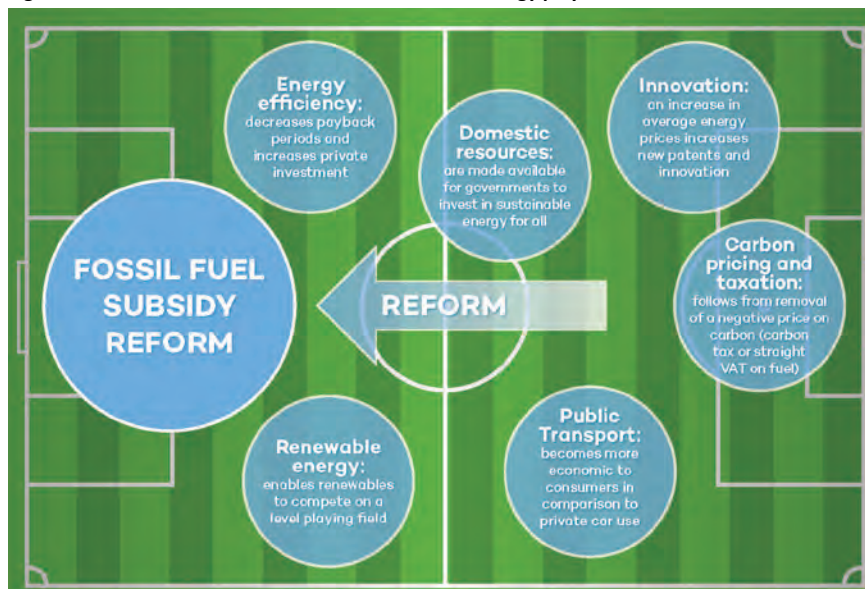 Energy
efficiency:
decreases payback
periods and
increases private
investment
Domestic
resources:
are made available
for governments to
invest in sustainable
energy for all
Innovation:
an increase in
average energy
prices increases
new patents and
innovation
FOSSIL FUEL
SUBSIDY
REFORM
REFORM
Carbon
pricing and
taxation:
follows from removal
of a negative price on
carbon (carbon
tax or straight
VAT on fuel)
Renewable
energy:
enables renewables
to compete on a
level playing field
Public
Transport:
becomes more
economic to
consumers in
comparison to
private car use